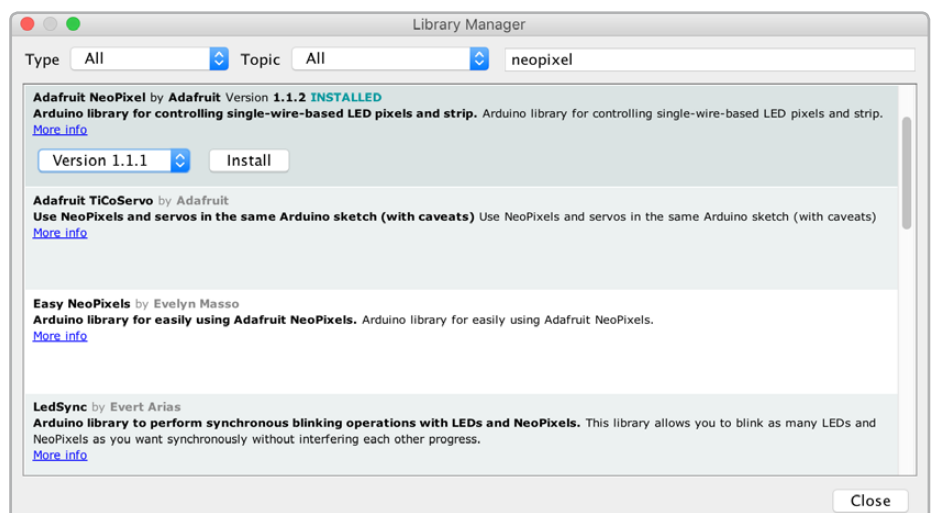 Library Manager
Type All Topic All neopixel
Adafruit NeoPixel by Adafruit Version 1.1.2 INSTALLED
Arduino library for controlling single-wire-based LED pixels and strip. Arduino library for controlling single-wire-based LED pixels and strip.
More info
Version 1.1.1 Install
Adafruit TiCoServo by Adafruit
Use NeoPixels and servos in the same Arduino sketch (with caveats) Use NeoPixels and servos in the same Arduino sketch (with caveats)
More info
Easy NeoPixels by Evelyn Masso
Arduino library for easily using Adafruit NeoPixels. Arduino library for easily using Adafruit NeoPixels.
More info
LedSync by Evert Arias
Arduino library to perform synchronous blinking operations with LEDs and NeoPixels. This library allows you to blink as many LEDs and
NeoPixels as you want synchronously without interfering each other progress.
More info
Close